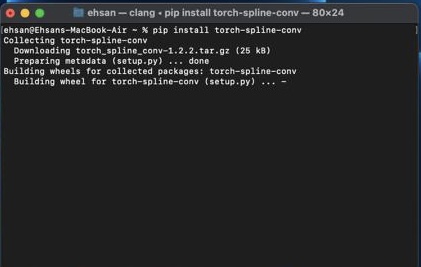 ehsan — clang • pip install torch-spline-conv — 80×24
[ehsan@Ehsans-MacBook-Air ~ % pip install torch-spline-conv ]
Collecting torch-spline-conv
  Downloading torch_spline_conv-1.2.2.tar.gz (25 kB)
  Preparing metadata (setup.py) ... done
Building wheels for collected packages: torch-spline-conv
  Building wheel for torch-spline-conv (setup.py) ... -